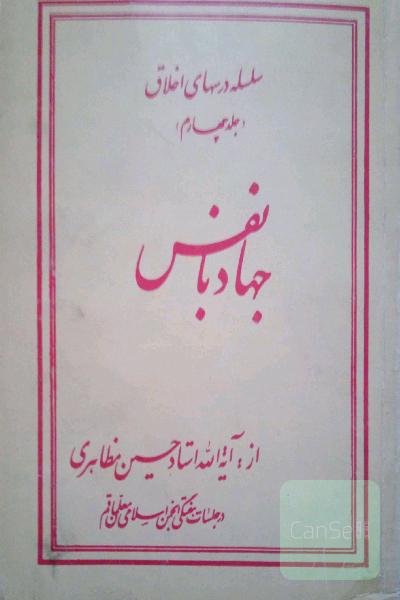 سلسله درسهای اخلاق
(جلد چهارم)
جهاد با نفس
از: آیة الله استاد حسین مظاهری
در جلسات هفتگی انجمن اسلامی معلمان قم
CanSell